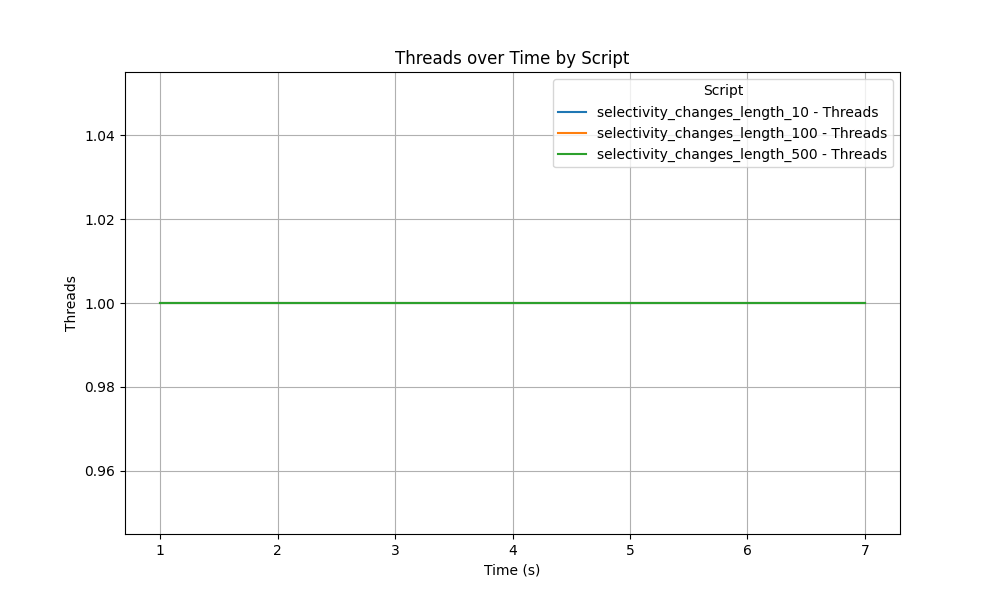 Threads over Time by Script
Script
selectivity_changes_length_10 - Threads
selectivity_changes_length_100 - Threads
selectivity_changes_length_500 - Threads
Threads
1.04
1.02
1.00
0.98
0.96
1 2 3 4 5 6 7
Time (s)